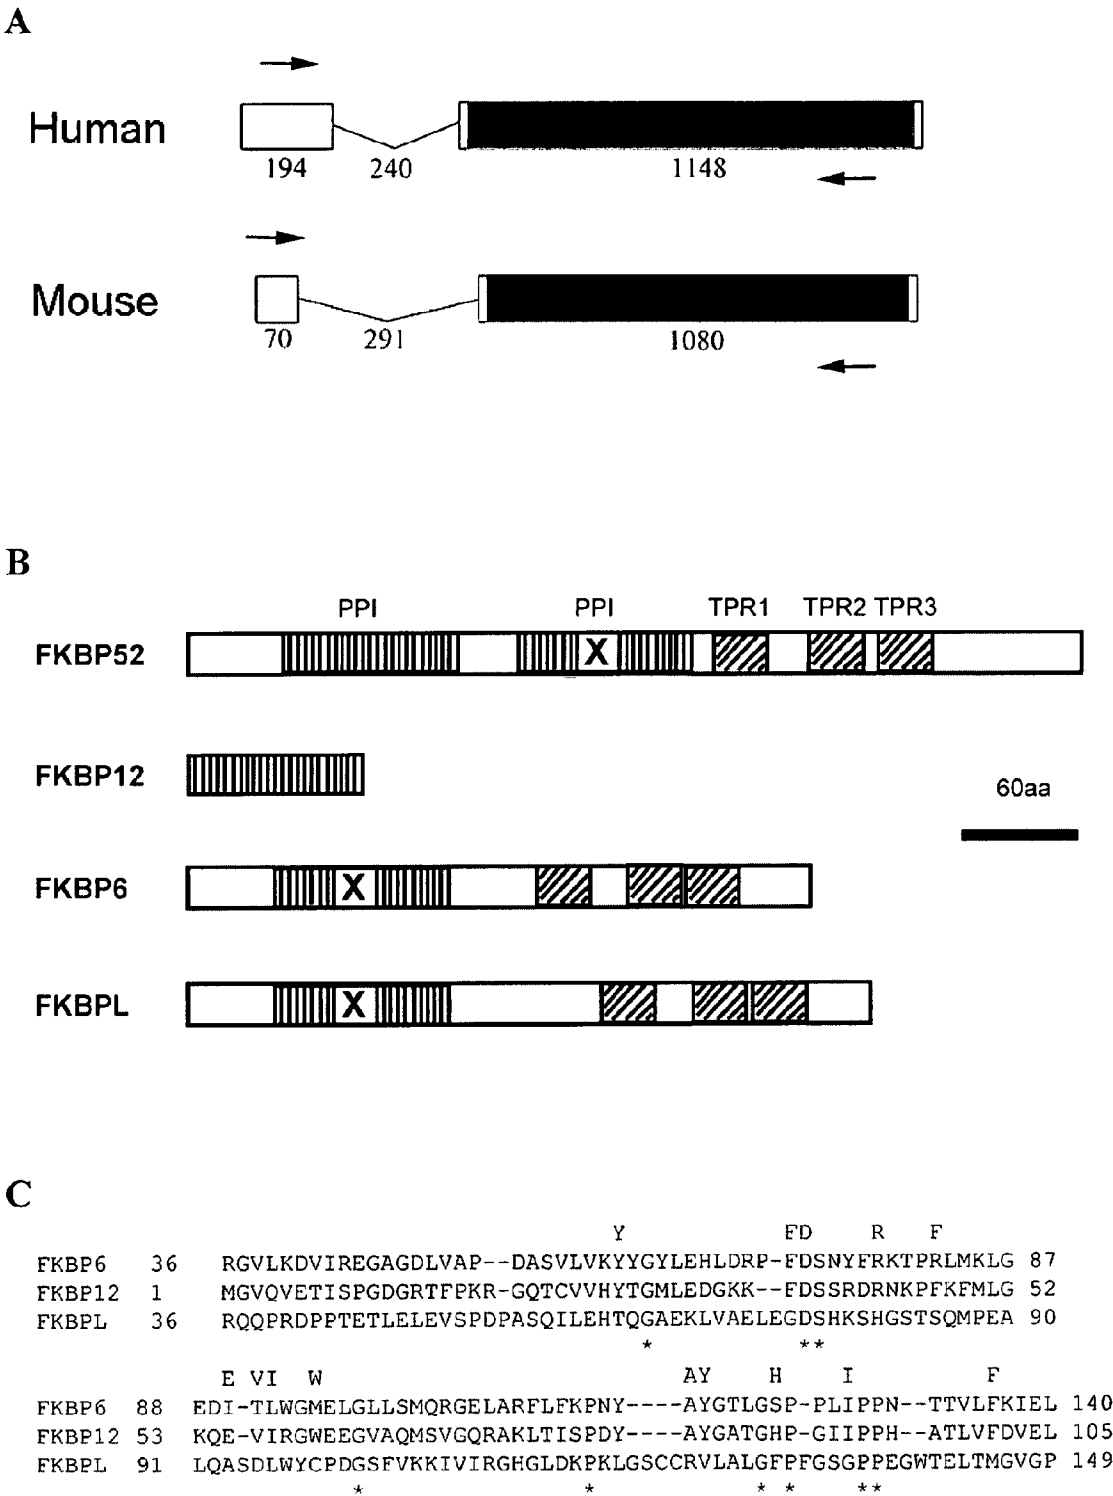 A
Human
194 240 1148
Mouse
70 291 1080
B
PPI PPI TPR1 TPR2 TPR3
FKBP52 X
FKBP12
60aa
FKBP6 X
FKBPL X
C
Y FD R F
FKBP6 36 RGVLKDVIREGAGDLVAP--DASVLVKYYGYLEHLDRP-FDSNYFRKTPRLMKLG 87
FKBP12 1 MGVQVETISPGDGRTFPKR-GQTCVVHYTGMLEDGKK--FDSSRDRNKPFKFMLG 52
FKBPL 36 RQQPRDPPTETLELEVSPDPASQILEHTQGAEKLVAELEGDSHKSHGSTSQMPEA 90
* **
E VI W AY H I F
FKBP6 88 EDI-TLWGMELGLLSMQRGELARFLFKPNY----AYGTLGSP-PLIPPN--TTVLFKIEL 140
FKBP12 53 KQE-VIRGWEEGVAQMSVGQRAKLTISPDY----AYGATGHP-GIIPPH--ATLVFDVEL 105
FKBPL 91 LQASDLWYCPDGSFVKKIVIRGHGLDKPKLGSCCRVLALGFPFGSGPPEGWTELTMGVGP 149
* * * * **